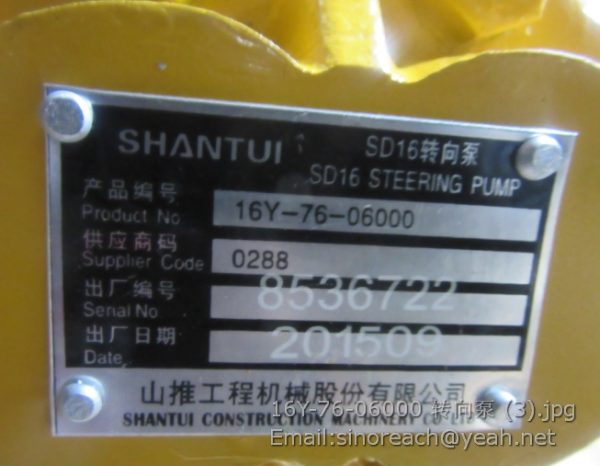 SHANTUI
SD16转向泵
SD16 STEERING PUMP
产品编号
Product No
16Y-76-06000
供应商码
Supplier Code
0288
出厂编号
Serial No
8536722
出厂日期
Date
201509
山推工程机械股份有限公司
SHANTUI CONSTRUCTION MACHINERY CO LTD
16Y-76-06000 转向泵 (3).jpg
Email:sinoreach@yeah.net